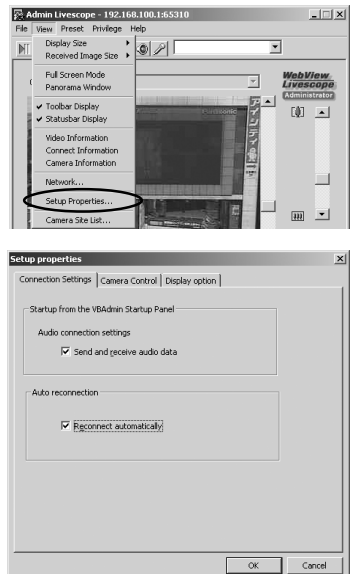 Admin Livescope - 192.168.100.1:65310
File View Preset Privilege Help
Display Size
Received Image Size
Full Screen Mode
Panorama Window
Toolbar Display
Statusbar Display
Video Information
Connect Information
Camera Information
Network...
Setup Properties...
Camera Site List...
WebView
Livescope
Administrator
Panasonic
Setup properties
Connection Settings Camera Control Display option
Startup from the VBAdmin Startup Panel
Audio connection settings
Send and receive audio data
Auto reconnection
Reconnect automatically
OK Cancel